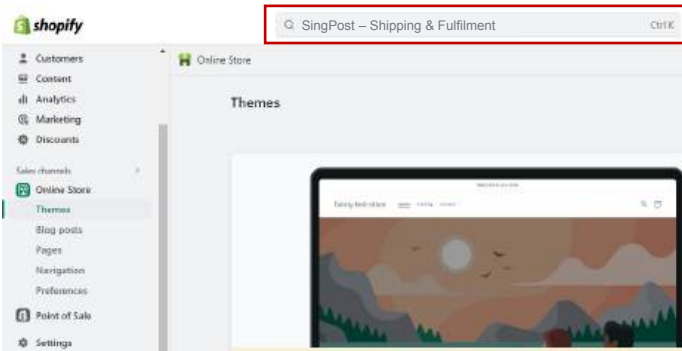 shopify
SingPost – Shipping & Fulfilment
Ctrl K
Customers
Content
Analytics
Marketing
Discounts
Sales channels
Online Store
Themes
Blog posts
Pages
Navigation
Preferences
Point of Sale
Settings
Online Store
Themes